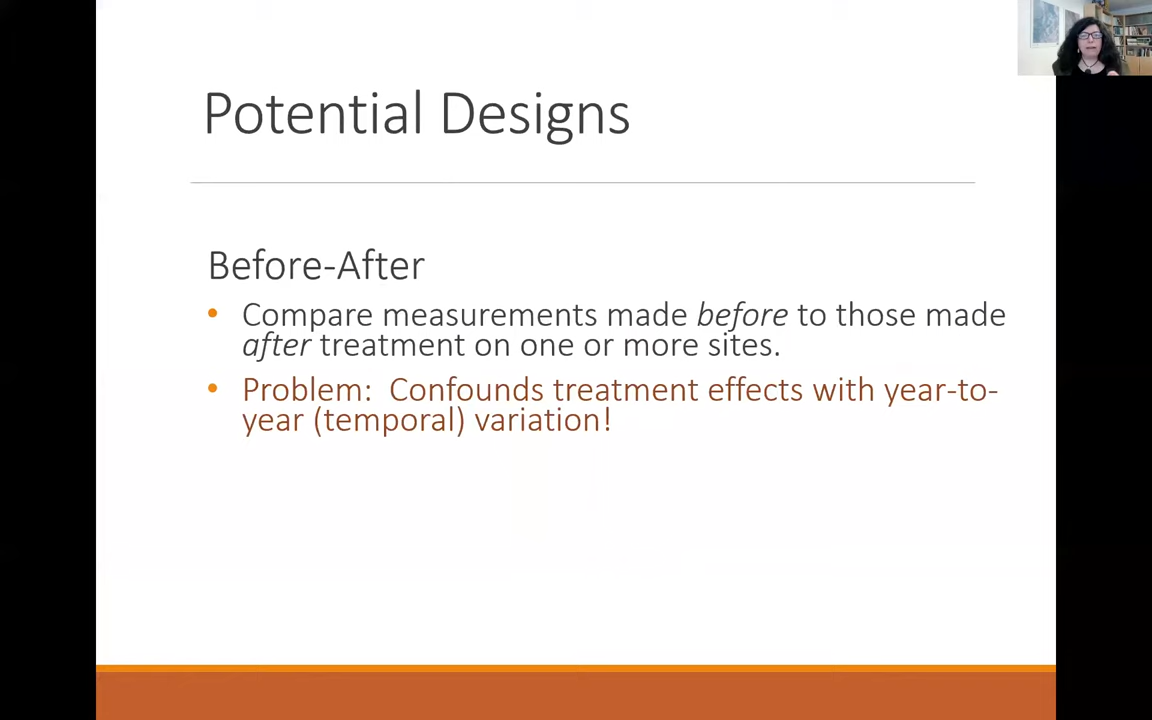 Potential Designs
Before-After
• Compare measurements made before to those made
after treatment on one or more sites.
• Problem:  Confounds treatment effects with year-to-
year (temporal) variation!